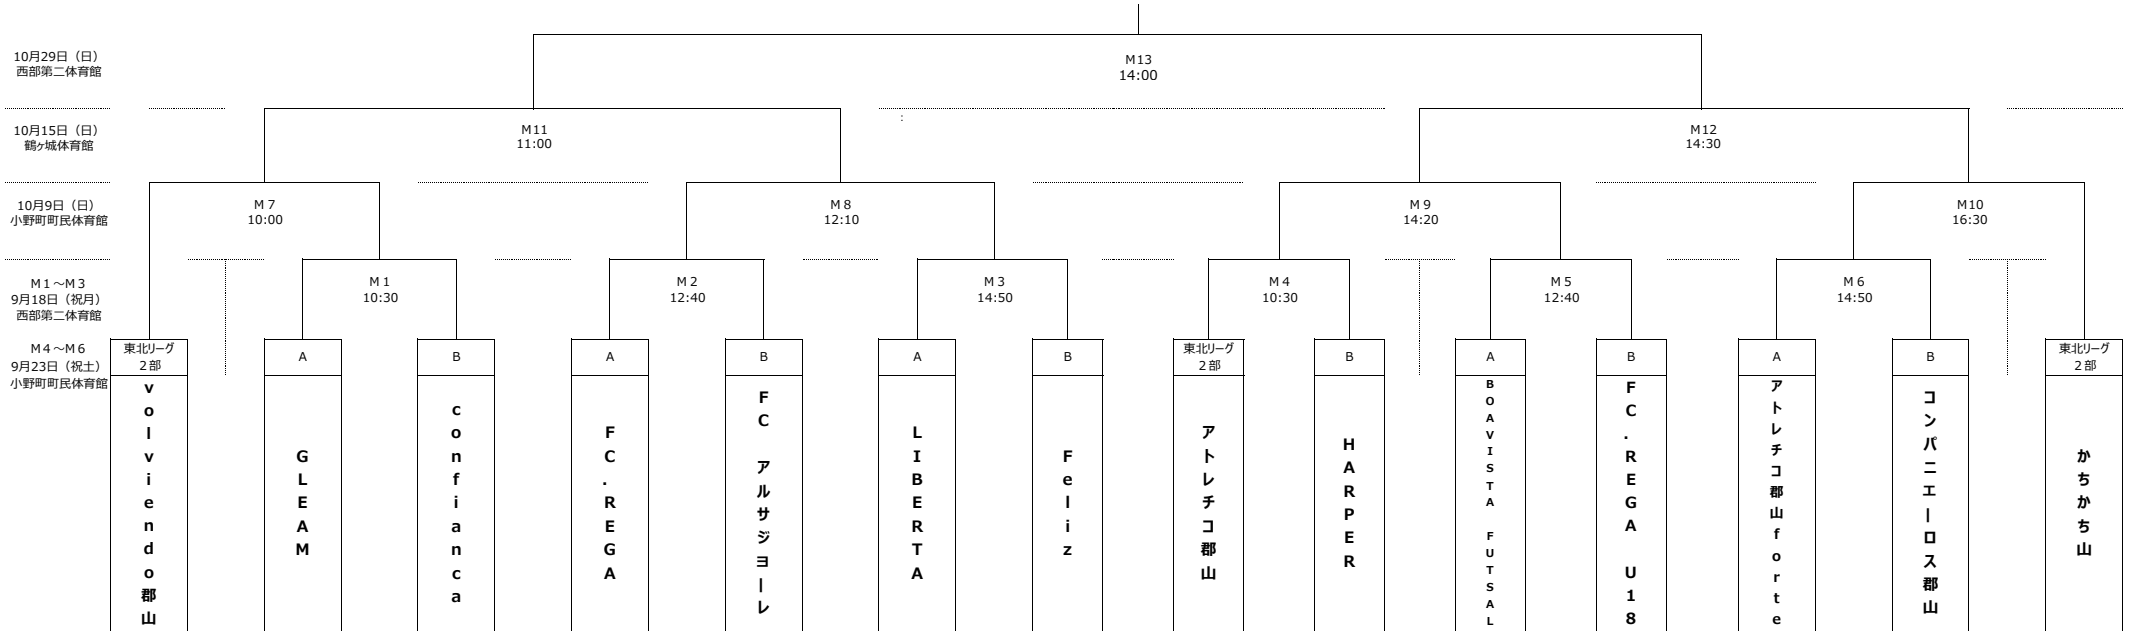 10月29日（日）
西部第二体育館
M13
14:00
10月15日（日）
鶴ヶ城体育館
M11
11:00
:
M12
14:30
10月9日（日）
小野町町民体育館
M７
10:00
M８
12:10
M９
14:20
M10
16:30
M１～M３
9月18日（祝月）
西部第二体育館
M１
10:30
M２
12:40
M３
14:50
M４
10:30
M５
12:40
M６
14:50
M４～M６
9月23日（祝土）
小野町町民体育館
東北リーグ
２部
A
B
A
B
A
B
東北リーグ
２部
B
A
B
A
B
東北リーグ
２部
volviendo郡山
GLEAM
confianca
FC.REGA
FC アルサジョーレ
LIBERTA
Feliz
アトレチコ郡山
HARPER
BOAVISTA FUTSAL
FC.REGA U18
アトレチコ郡山forte
コンパニエーロス郡山
かちかち山